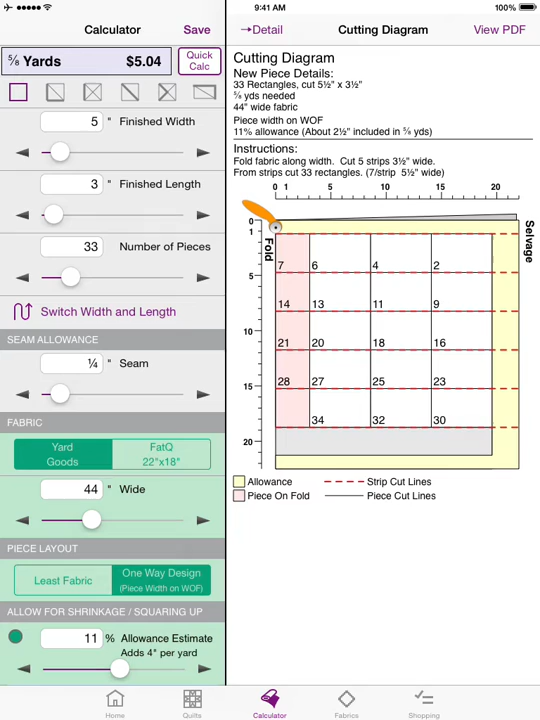 9:41 AM
100%
Calculator
Save
→Detail
Cutting Diagram
View PDF
⅝ Yards
$5.04
Quick
Calc
5 " Finished Width
3 " Finished Length
33 Number of Pieces
Switch Width and Length
SEAM ALLOWANCE
¼ " Seam
FABRIC
Yard
Goods
FatQ
22"x18"
44 " Wide
PIECE LAYOUT
Least Fabric
One Way Design
(Piece Width on WOF)
ALLOW FOR SHRINKAGE / SQUARING UP
11 % Allowance Estimate
Adds 4" per yard
Cutting Diagram
New Piece Details:
33 Rectangles, cut 5½" x 3½"
⅝ yds needed
44" wide fabric
Piece width on WOF
11% allowance (About 2½" included in ⅝ yds)
Instructions:
Fold fabric along width. Cut 5 strips 3½" wide.
From strips cut 33 rectangles. (7/strip 5½" wide)
0 1 5 10 15 20
0
1
5
10
15
20
Fold
Selvage
7 6 4 2
14 13 11 9
21 20 18 16
28 27 25 23
34 32 30
Allowance
Strip Cut Lines
Piece On Fold
Piece Cut Lines
Home
Quilts
Calculator
Fabrics
Shopping